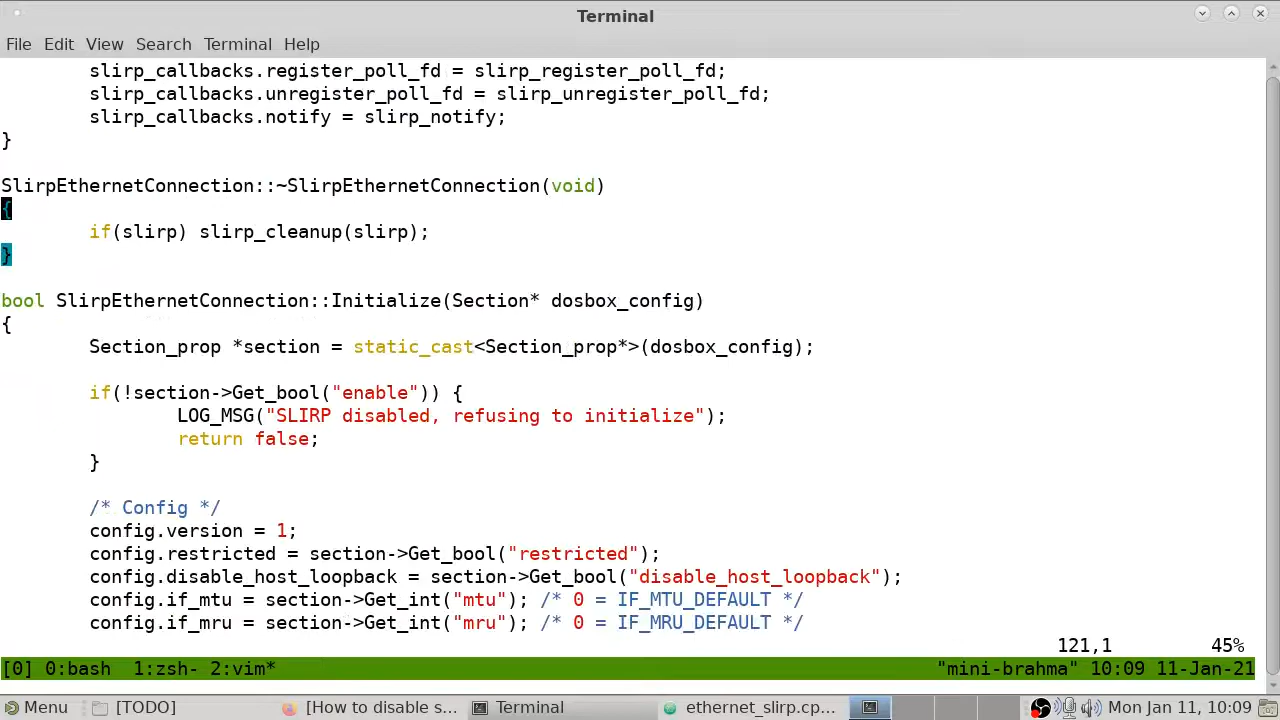 Terminal
File Edit View Search Terminal Help
slirp_callbacks.register_poll_fd = slirp_register_poll_fd;
slirp_callbacks.unregister_poll_fd = slirp_unregister_poll_fd;
slirp_callbacks.notify = slirp_notify;
}
SlirpEthernetConnection::~SlirpEthernetConnection(void)
{
if(slirp) slirp_cleanup(slirp);
}
bool SlirpEthernetConnection::Initialize(Section* dosbox_config)
{
Section_prop *section = static_cast<Section_prop*>(dosbox_config);
if(!section->Get_bool("enable")) {
LOG_MSG("SLIRP disabled, refusing to initialize");
return false;
}
/* Config */
config.version = 1;
config.restricted = section->Get_bool("restricted");
config.disable_host_loopback = section->Get_bool("disable_host_loopback");
config.if_mtu = section->Get_int("mtu"); /* 0 = IF_MTU_DEFAULT */
config.if_mru = section->Get_int("mru"); /* 0 = IF_MRU_DEFAULT */
121,1 45%
[0] 0:bash 1:zsh- 2:vim* "mini-brahma" 10:09 11-Jan-21
Menu [TODO] [How to disable s... Terminal ethernet_slirp.cp... Mon Jan 11, 10:09